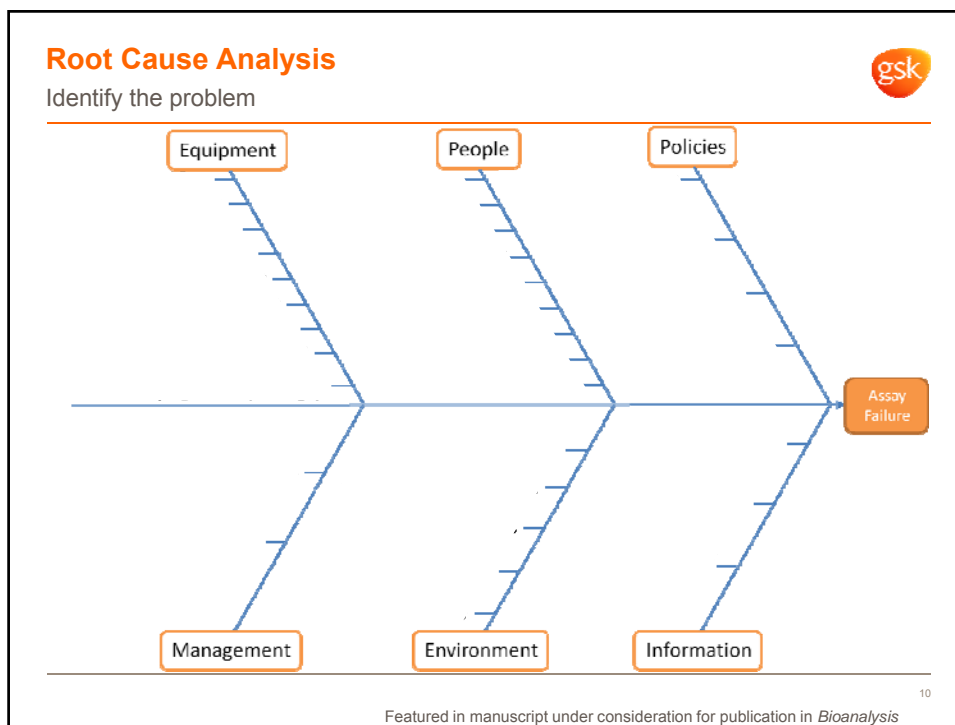 Root Cause Analysis
gsk
Identify the problem
Equipment
People
Policies
Assay
Failure
Management
Environment
Information
10
Featured in manuscript under consideration for publication in Bioanalysis